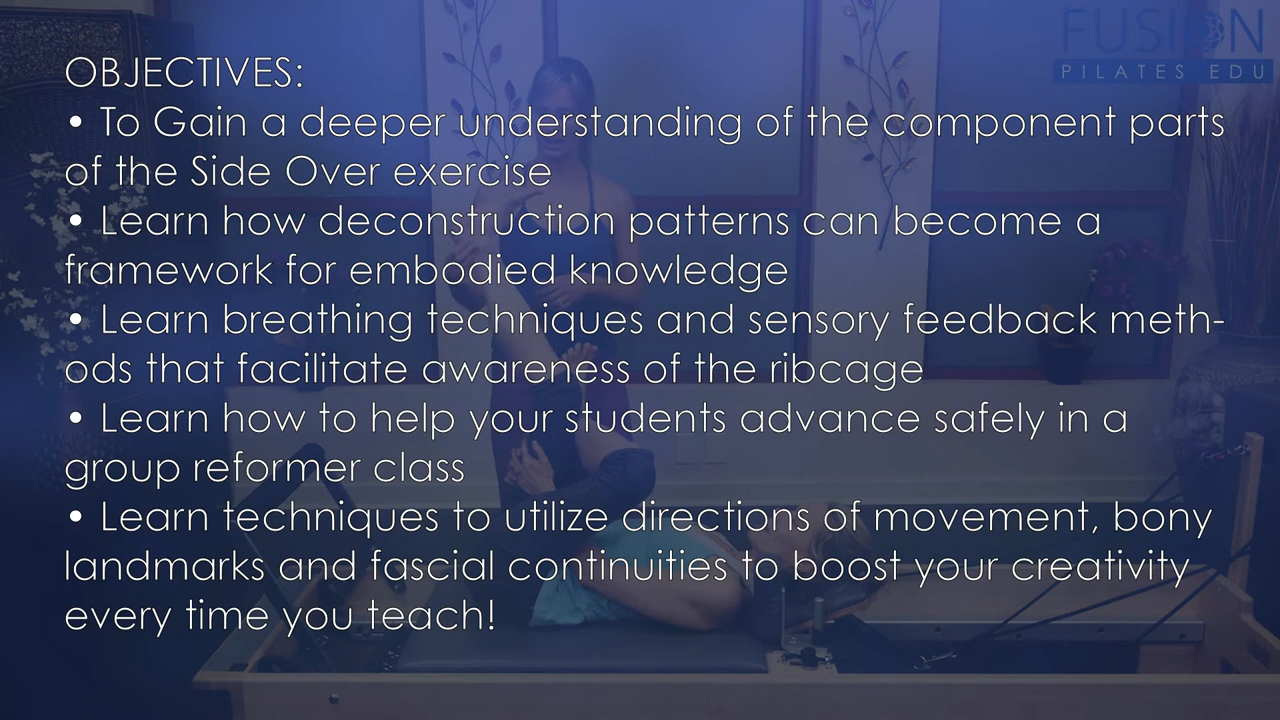 FUSION
PILATES EDU
OBJECTIVES:
• To Gain a deeper understanding of the component parts
of the Side Over exercise
• Learn how deconstruction patterns can become a
framework for embodied knowledge
• Learn breathing techniques and sensory feedback meth-
ods that facilitate awareness of the ribcage
• Learn how to help your students advance safely in a
group reformer class
• Learn techniques to utilize directions of movement, bony
landmarks and fascial continuities to boost your creativity
every time you teach!